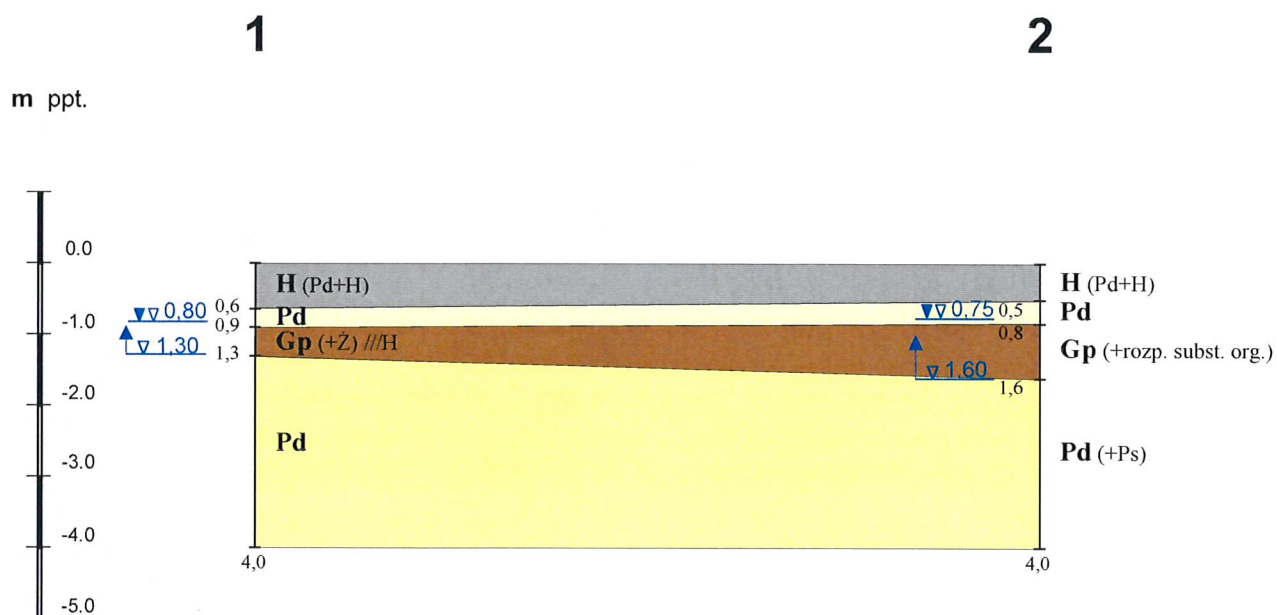 1 2
m ppt.
0.0
H (Pd+H) H (Pd+H)
0,80 0,6 0,75 0,5
Pd Pd
-1.0 0,9 0,8
Gp (+Ż) ///H Gp (+rozp. subst. org.)
1,30 1,3 1,60
1,6
-2.0
Pd Pd (+Ps)
-3.0
-4.0
4,0 4,0
-5.0